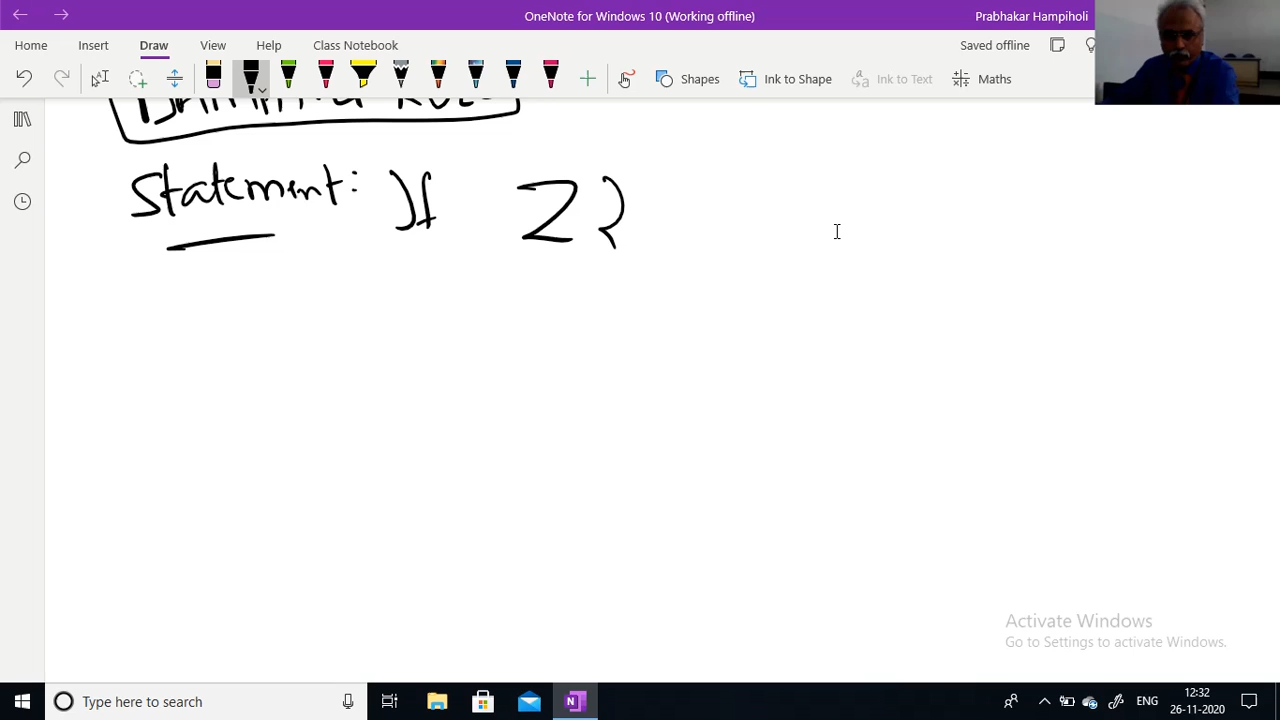 OneNote for Windows 10 (Working offline) Prabhakar Hampiholi
Home Insert Draw View Help Class Notebook Saved offline
Shapes Ink to Shape Ink to Text Maths
DAMPING RULE
Statement: If Z {
Activate Windows
Go to Settings to activate Windows.
Type here to search ENG 12:32
26-11-2020